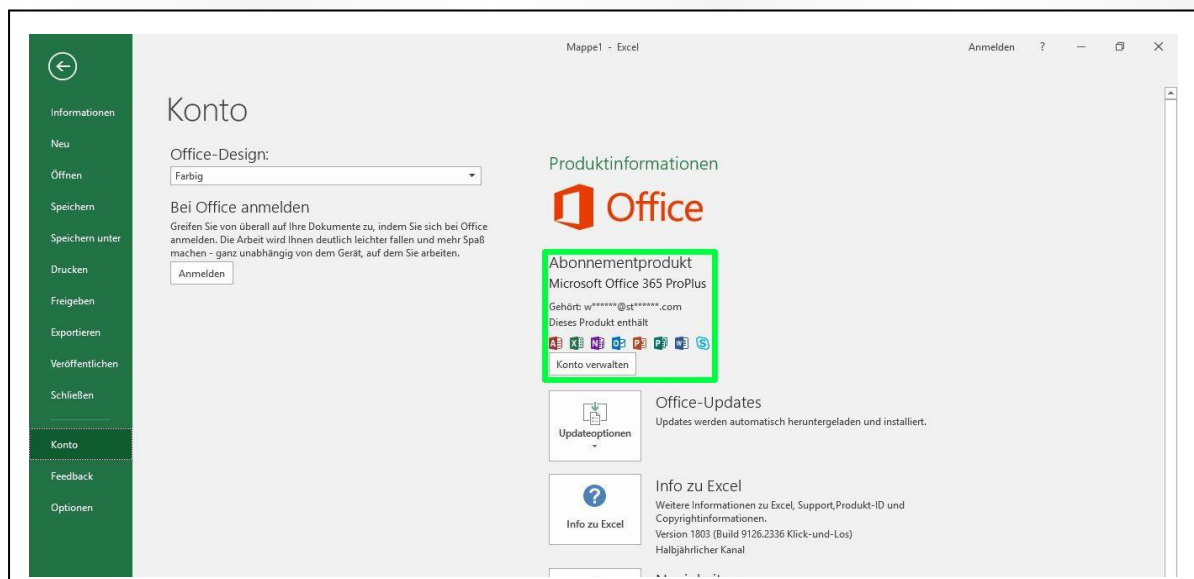 Mappe1 - Excel
Anmelden ?
Informationen
Neu
Öffnen
Speichern
Speichern unter
Drucken
Freigeben
Exportieren
Veröffentlichen
Schließen
Konto
Feedback
Optionen
Konto
Office-Design:
Farbig
Bei Office anmelden
Greifen Sie von überall auf Ihre Dokumente zu, indem Sie sich bei Office
anmelden. Die Arbeit wird Ihnen deutlich leichter fallen und mehr Spaß
machen - ganz unabhängig von dem Gerät, auf dem Sie arbeiten.
Anmelden
Produktinformationen
Office
Abonnementprodukt
Microsoft Office 365 ProPlus
Gehört: w******@st******.com
Dieses Produkt enthält
Konto verwalten
Updateoptionen
Office-Updates
Updates werden automatisch heruntergeladen und installiert.
Info zu Excel
Info zu Excel
Weitere Informationen zu Excel, Support,Produkt-ID und
Copyrightinformationen.
Version 1803 (Build 9126.2336 Klick-und-Los)
Halbjährlicher Kanal